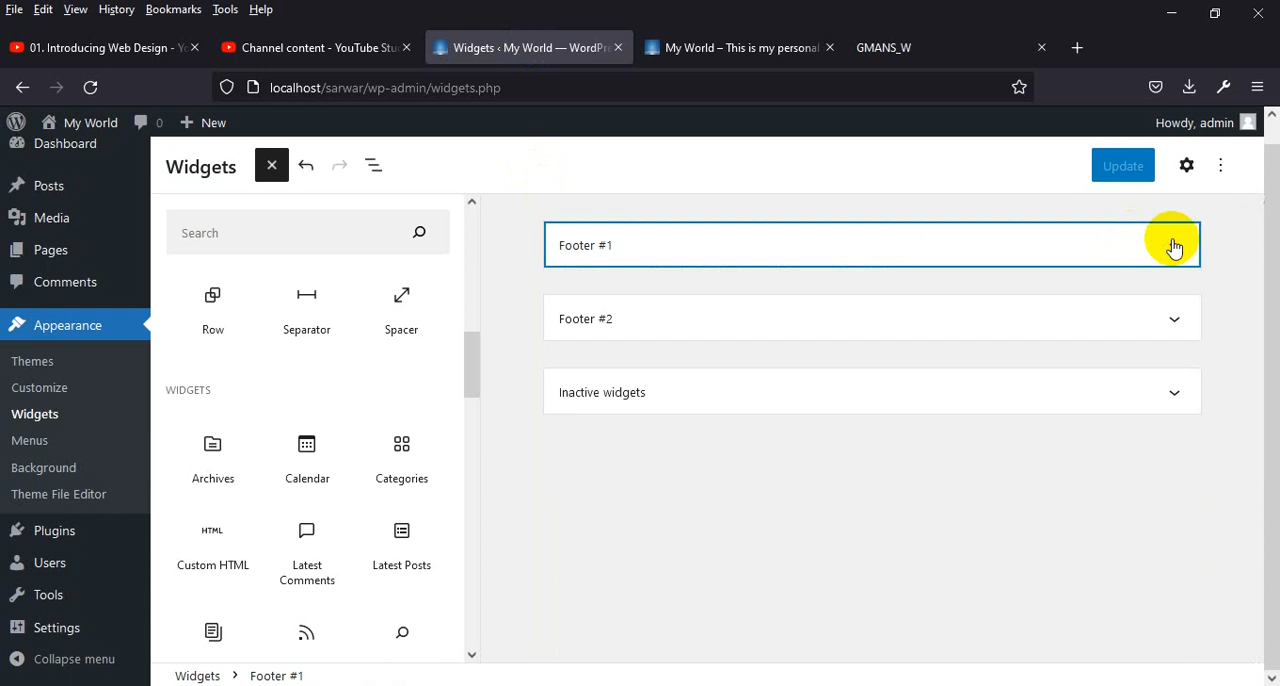 File Edit View History Bookmarks Tools Help
01. Introducing Web Design - Yc
Channel content - YouTube Stu
Widgets ‹ My World — WordPre
My World – This is my personal
GMANS_W
localhost/sarwar/wp-admin/widgets.php
My World 0 New Howdy, admin
Dashboard
Posts
Media
Pages
Comments
Appearance
Themes
Customize
Widgets
Menus
Background
Theme File Editor
Plugins
Users
Tools
Settings
Collapse menu
Widgets
Update
Search
Row Separator Spacer
WIDGETS
Archives Calendar Categories
HTML
Custom HTML Latest Comments Latest Posts
Footer #1
Footer #2
Inactive widgets
Widgets > Footer #1